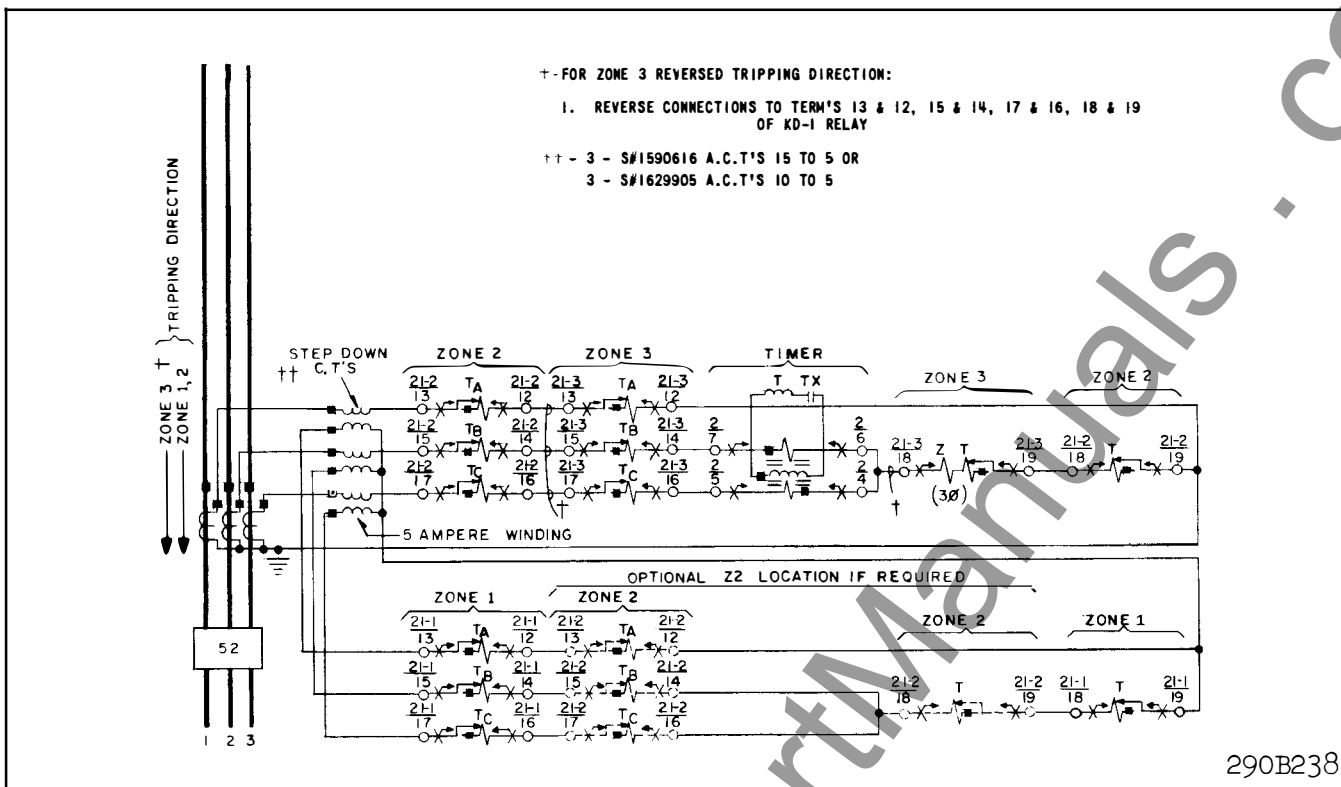 †-FOR ZONE 3 REVERSED TRIPPING DIRECTION:
1. REVERSE CONNECTIONS TO TERM'S 13 & 12, 15 & 14, 17 & 16, 18 & 19
OF KD-1 RELAY
†† - 3 - S#1590616 A.C.T'S 15 TO 5 OR
3 - S#1629905 A.C.T'S 10 TO 5
ZONE 3 †
ZONE 1,2
TRIPPING DIRECTION
††
STEP DOWN
C.T'S
ZONE 2
ZONE 3
TIMER
ZONE 3
ZONE 2
T TX
21-2 TA 21-2 21-3 TA 21-3
13 12 13 12
21-2 TB 21-2 21-3 TB 21-3 2 2
15 14 15 14 7 6
21-3 Z T 21-3 21-2 T 21-2
18 19 18 19
(3Ø)
21-2 TC 21-2 21-3 TC 21-3 2 2
17 16 17 16 5 4
† †
5 AMPERE WINDING
OPTIONAL Z2 LOCATION IF REQUIRED
ZONE 1
ZONE 2
ZONE 2
ZONE 1
21-1 TA 21-1 21-2 TA 21-2
13 12 13 12
21-1 TB 21-1 21-2 TB 21-2
15 14 15 14
21-2 T 21-2 21-1 T 21-1
18 19 18 19
21-1 TC 21-1 21-2 TC 21-2
17 16 17 16
52
1 2 3
290B238
rtManuals . co